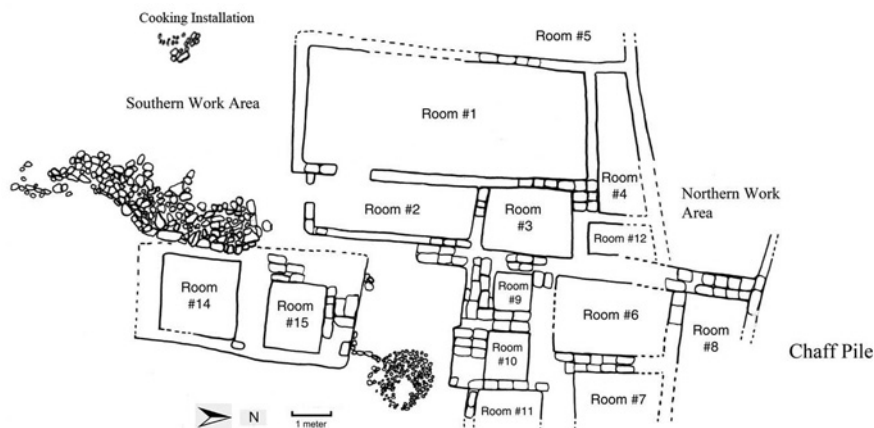 Cooking Installation
Room #5
Southern Work Area
Room #1
Room
#4
Northern Work
Area
Room #2
Room
#3
Room #12
Room
#14
Room
#15
Room
#9
Room #6
Room
#8
Room
#10
Chaff Pile
Room #7
Room #11
N
1 meter